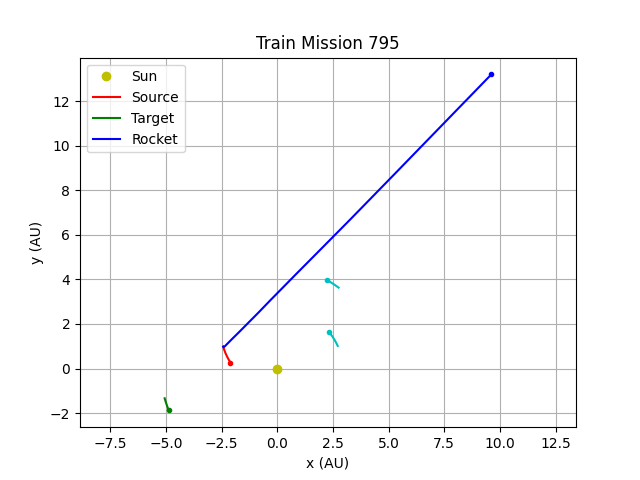 Train Mission 795
Sun
Source
Target
Rocket
y (AU)
12
10
8
6
4
2
0
−2
−7.5 −5.0 −2.5 0.0 2.5 5.0 7.5 10.0 12.5
x (AU)